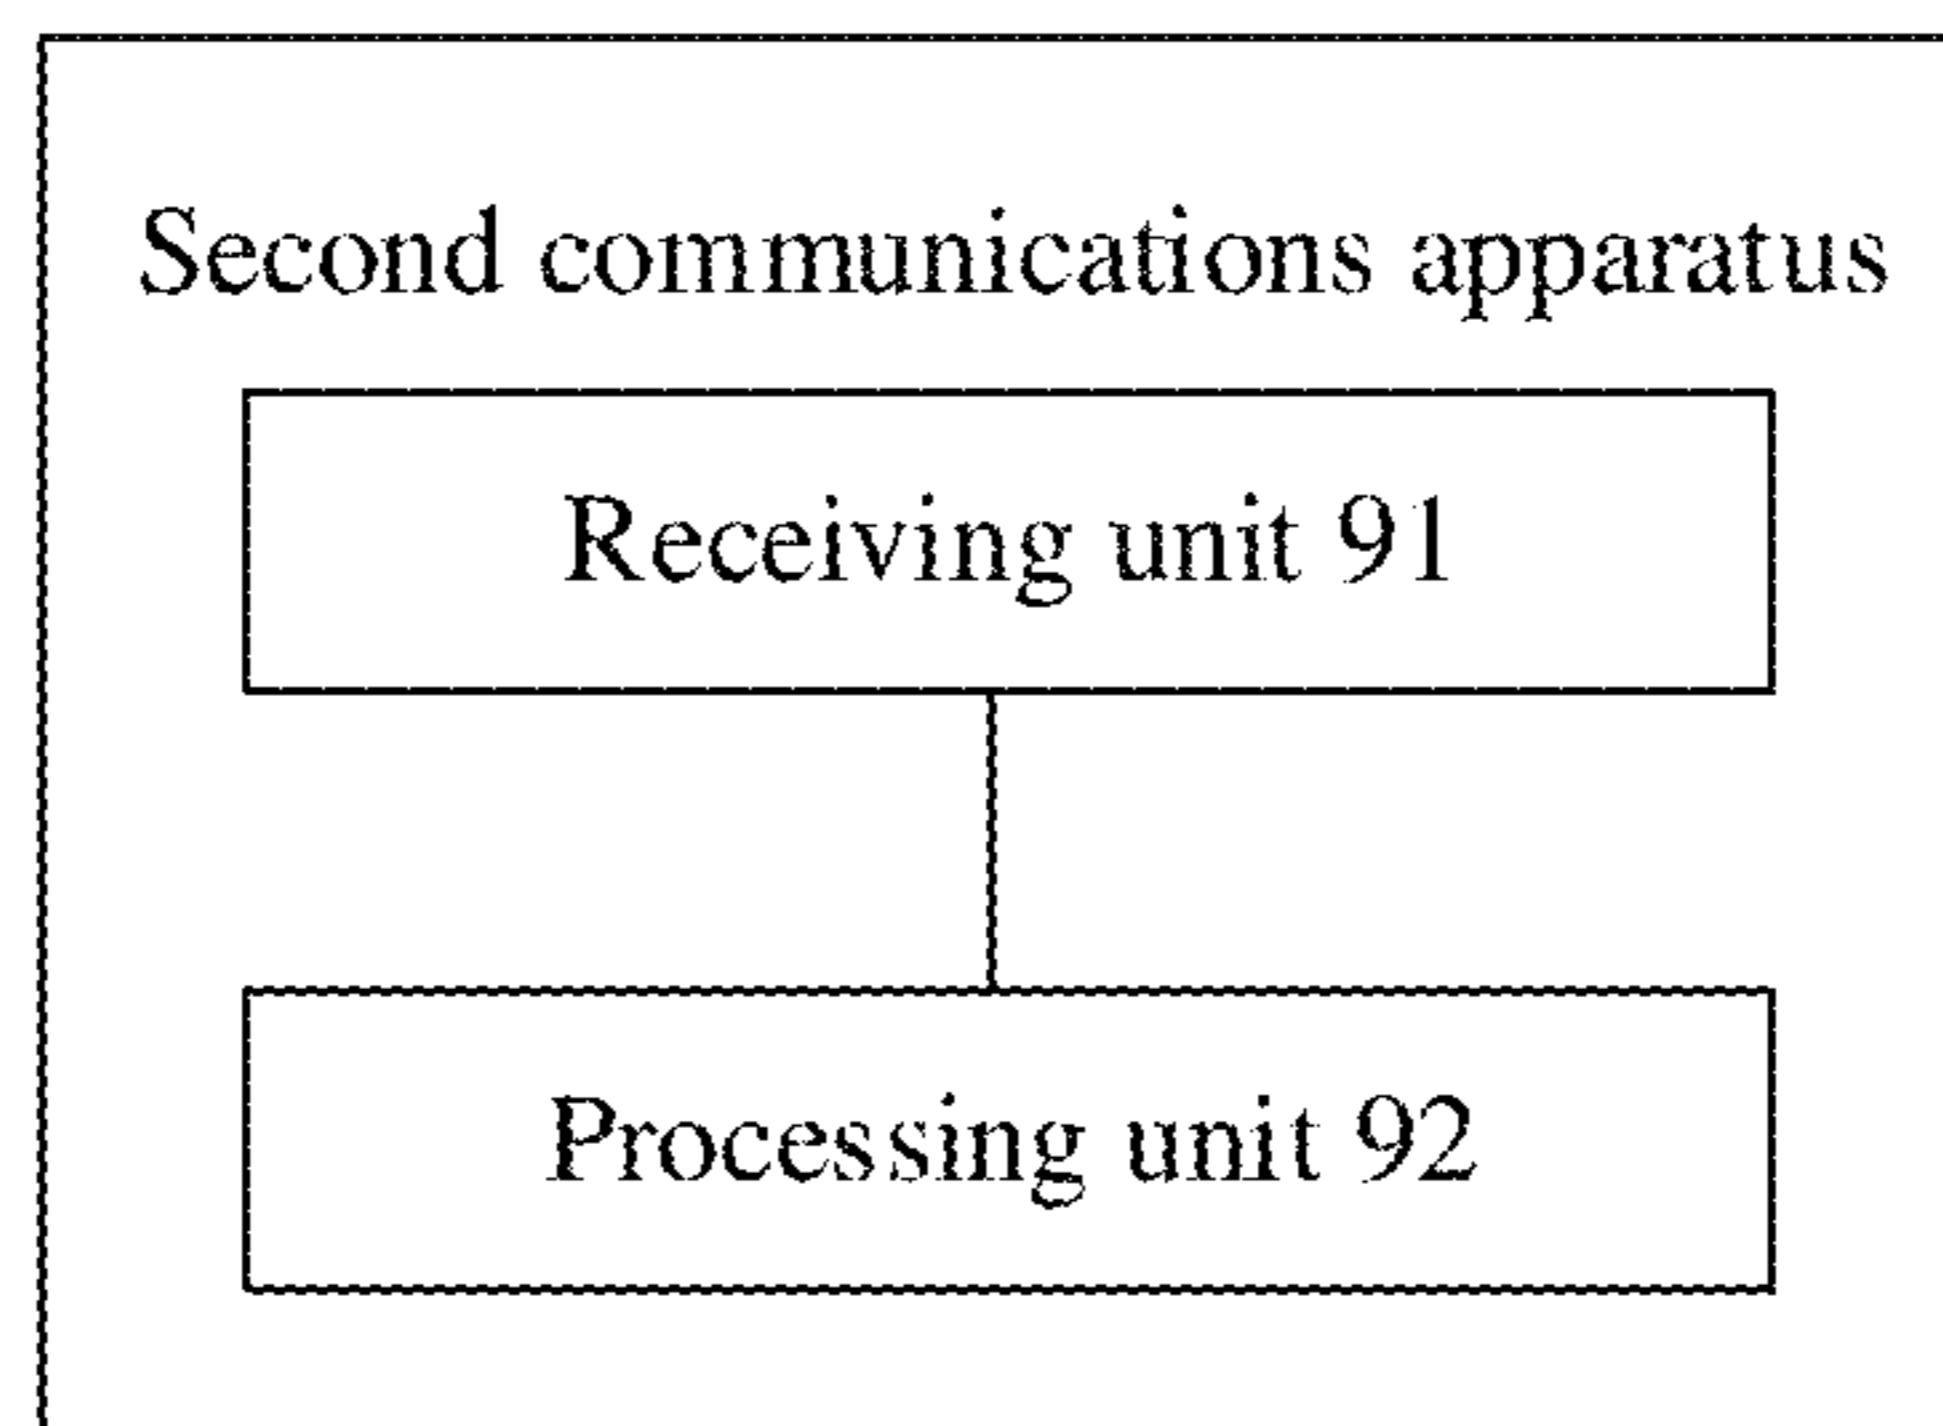 Second communications apparatus
Receiving unit 91
Processing unit 92